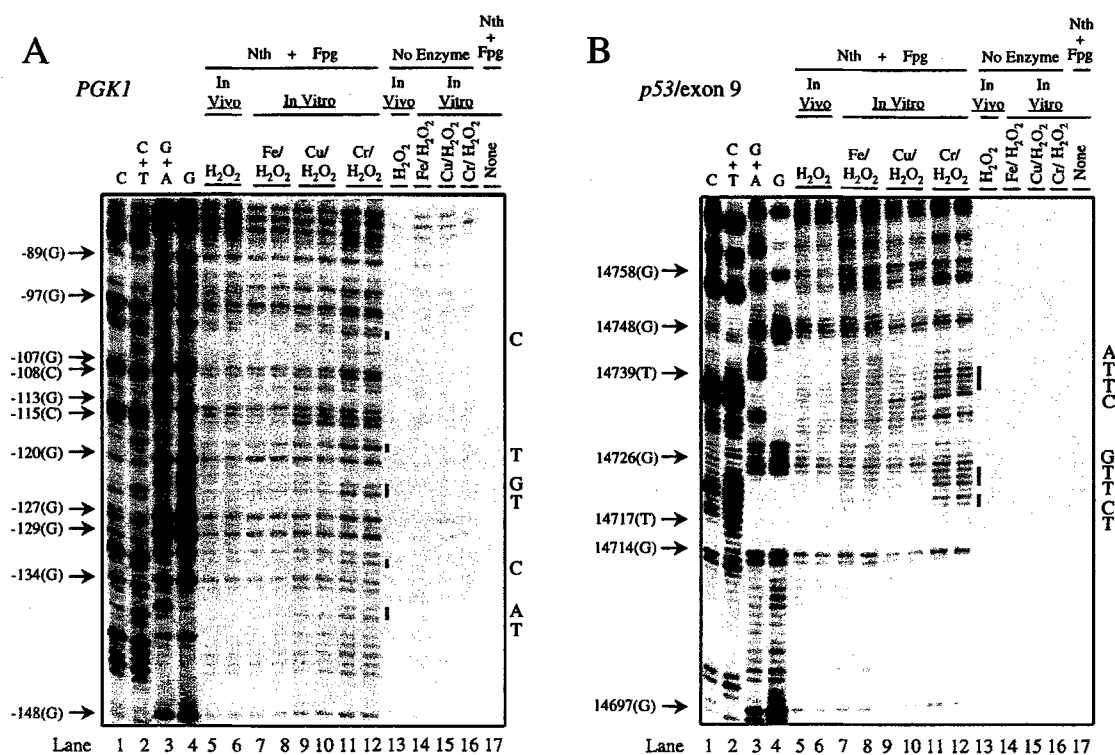 A
PGK1
Nth + Fpg
No Enzyme
Nth + Fpg
In Vivo
In Vitro
In Vivo
In Vitro
C
C + T
G + A
G
H2O2
Fe/ H2O2
Cu/ H2O2
Cr/ H2O2
H2O2
Fe/ H2O2
Cu/ H2O2
Cr/ H2O2
None
-89(G)
-97(G)
-107(G)
-108(C)
-113(G)
-115(C)
-120(G)
-127(G)
-129(G)
-134(G)
-148(G)
C
T
G
T
C
A
T
Lane 1 2 3 4 5 6 7 8 9 10 11 12 13 14 15 16 17
B
p53/exon 9
Nth + Fpg
No Enzyme
Nth + Fpg
In Vivo
In Vitro
In Vivo
In Vitro
C
C + T
G + A
G
H2O2
Fe/ H2O2
Cu/ H2O2
Cr/ H2O2
H2O2
Fe/ H2O2
Cu/ H2O2
Cr/ H2O2
None
14758(G)
14748(G)
14739(T)
14726(G)
14717(T)
14714(G)
14697(G)
A
T
T
C
G
T
T
C
T
1 2 3 4 5 6 7 8 9 10 11 12 13 14 15 16 17